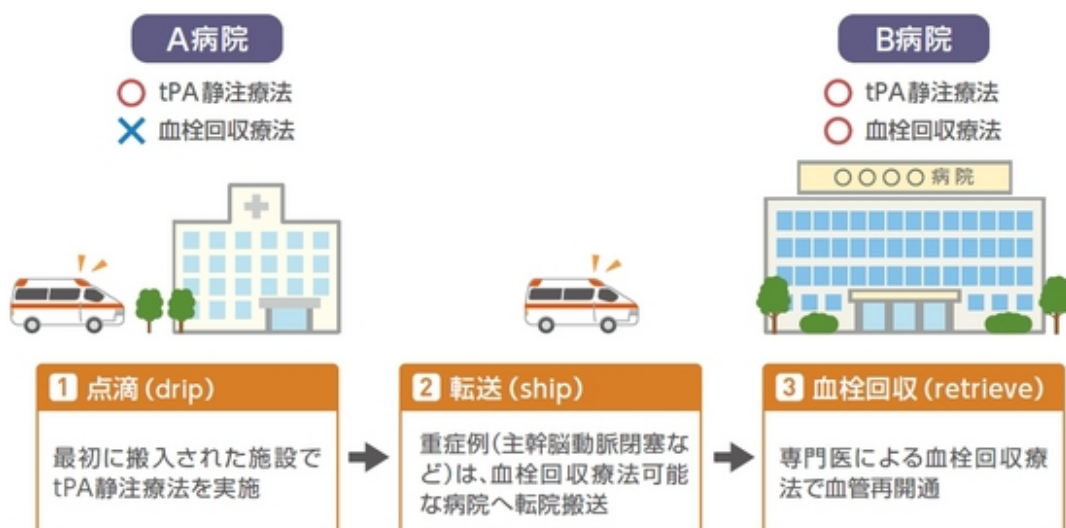 A病院
○ tPA静注療法
✕ 血栓回収療法
B病院
○ tPA静注療法
○ 血栓回収療法
○○○○病院
1 点滴(drip)
最初に搬入された施設で
tPA静注療法を実施
2 転送(ship)
重症例(主幹脳動脈閉塞な
ど)は、血栓回収療法可能
な病院へ転院搬送
3 血栓回収(retrieve)
専門医による血栓回収療
法で血管再開通